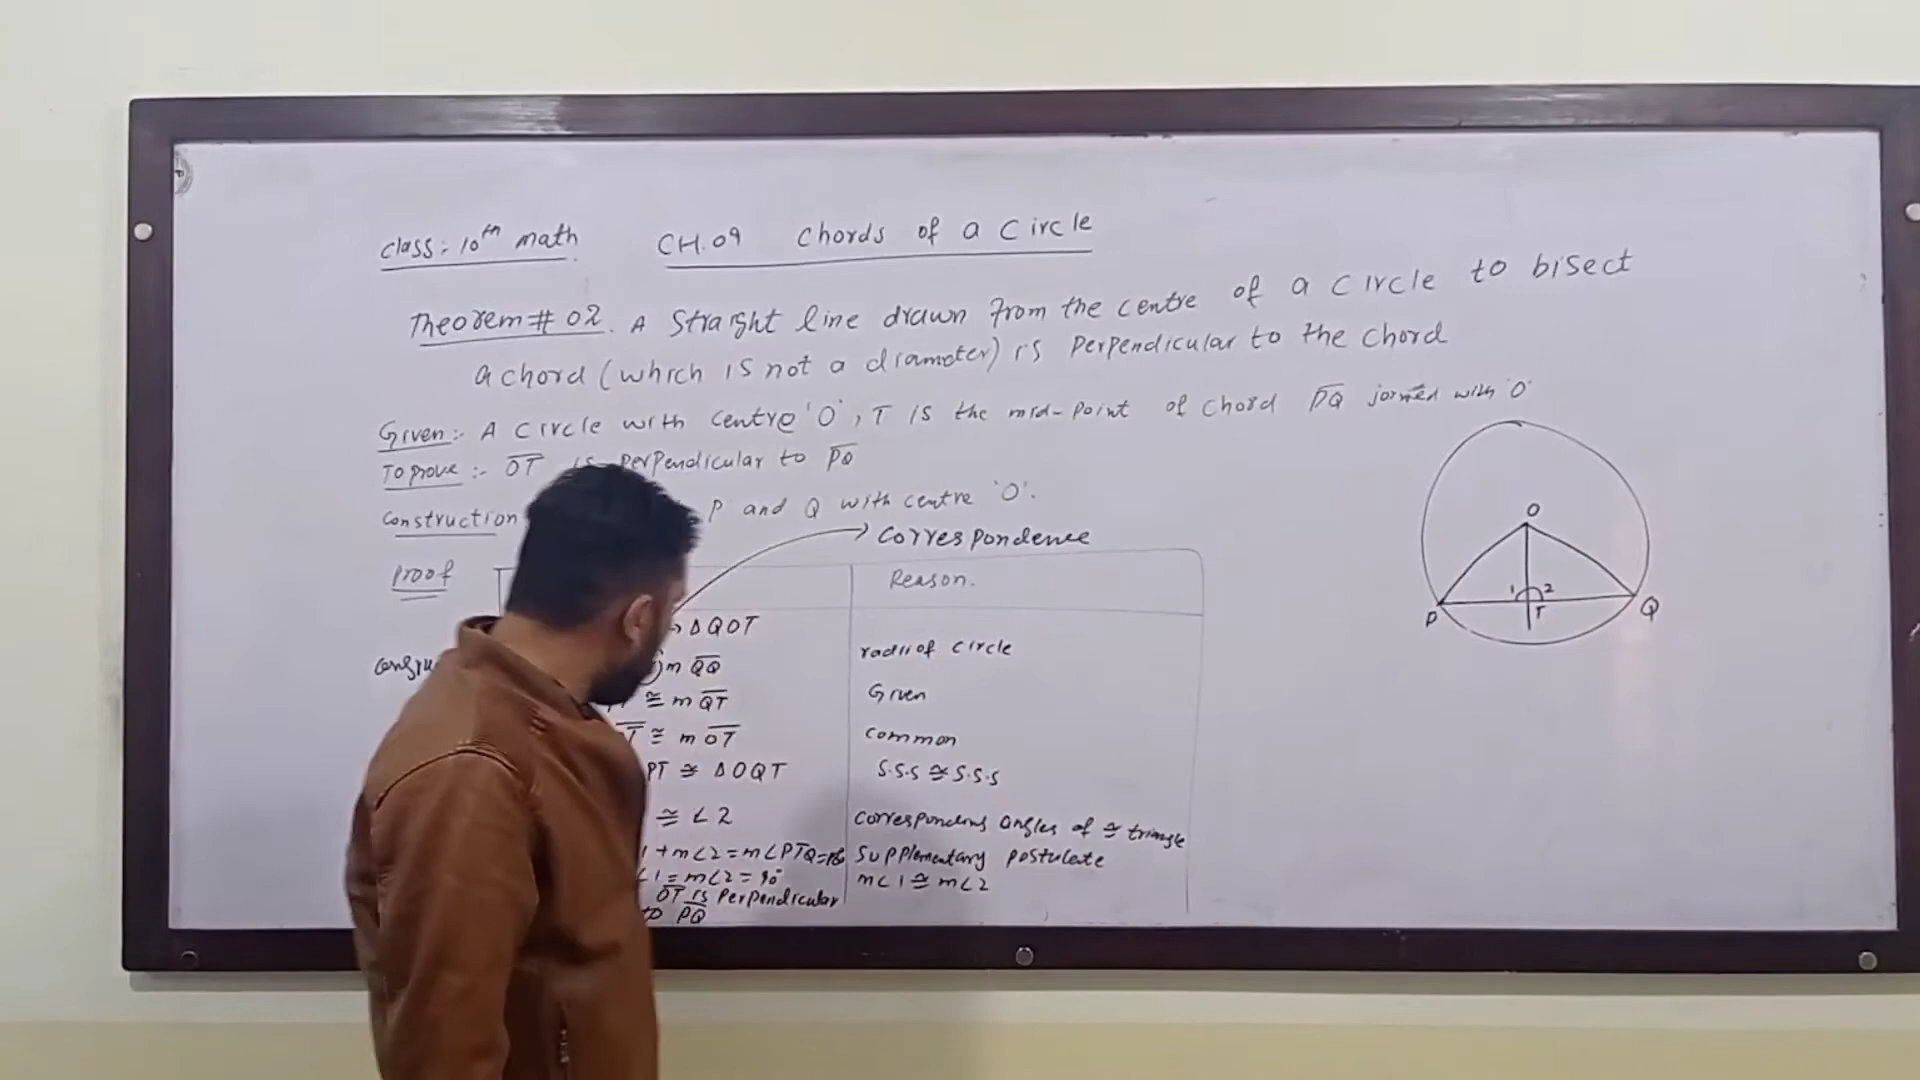 class: 10th math CH.09 Chords of a Circle
Theorem # 02. A Straight line drawn from the centre of a circle to bisect
a chord (which is not a diameter) is perpendicular to the chord
Given:- A circle with centre 'O', T is the mid-point of chord PQ joined with 'O'
To prove :- OT is perpendicular to PQ
Construction P and Q with centre 'O'.
Correspondence
Proof Reason.
→ ΔQOT
m QQ radii of circle
≅ m QT Given
≅ m OT Common
PT ≅ ΔOQT S.S.S ≅ S.S.S
≅ ∠2 corresponding angles of ≅ triangle
1 + m∠2 = m∠PTQ = Supplementary postulate
∠1 = m∠2 = 90° m∠1 ≅ m∠2
OT is perpendicular
to PQ
O
1 2
P T Q